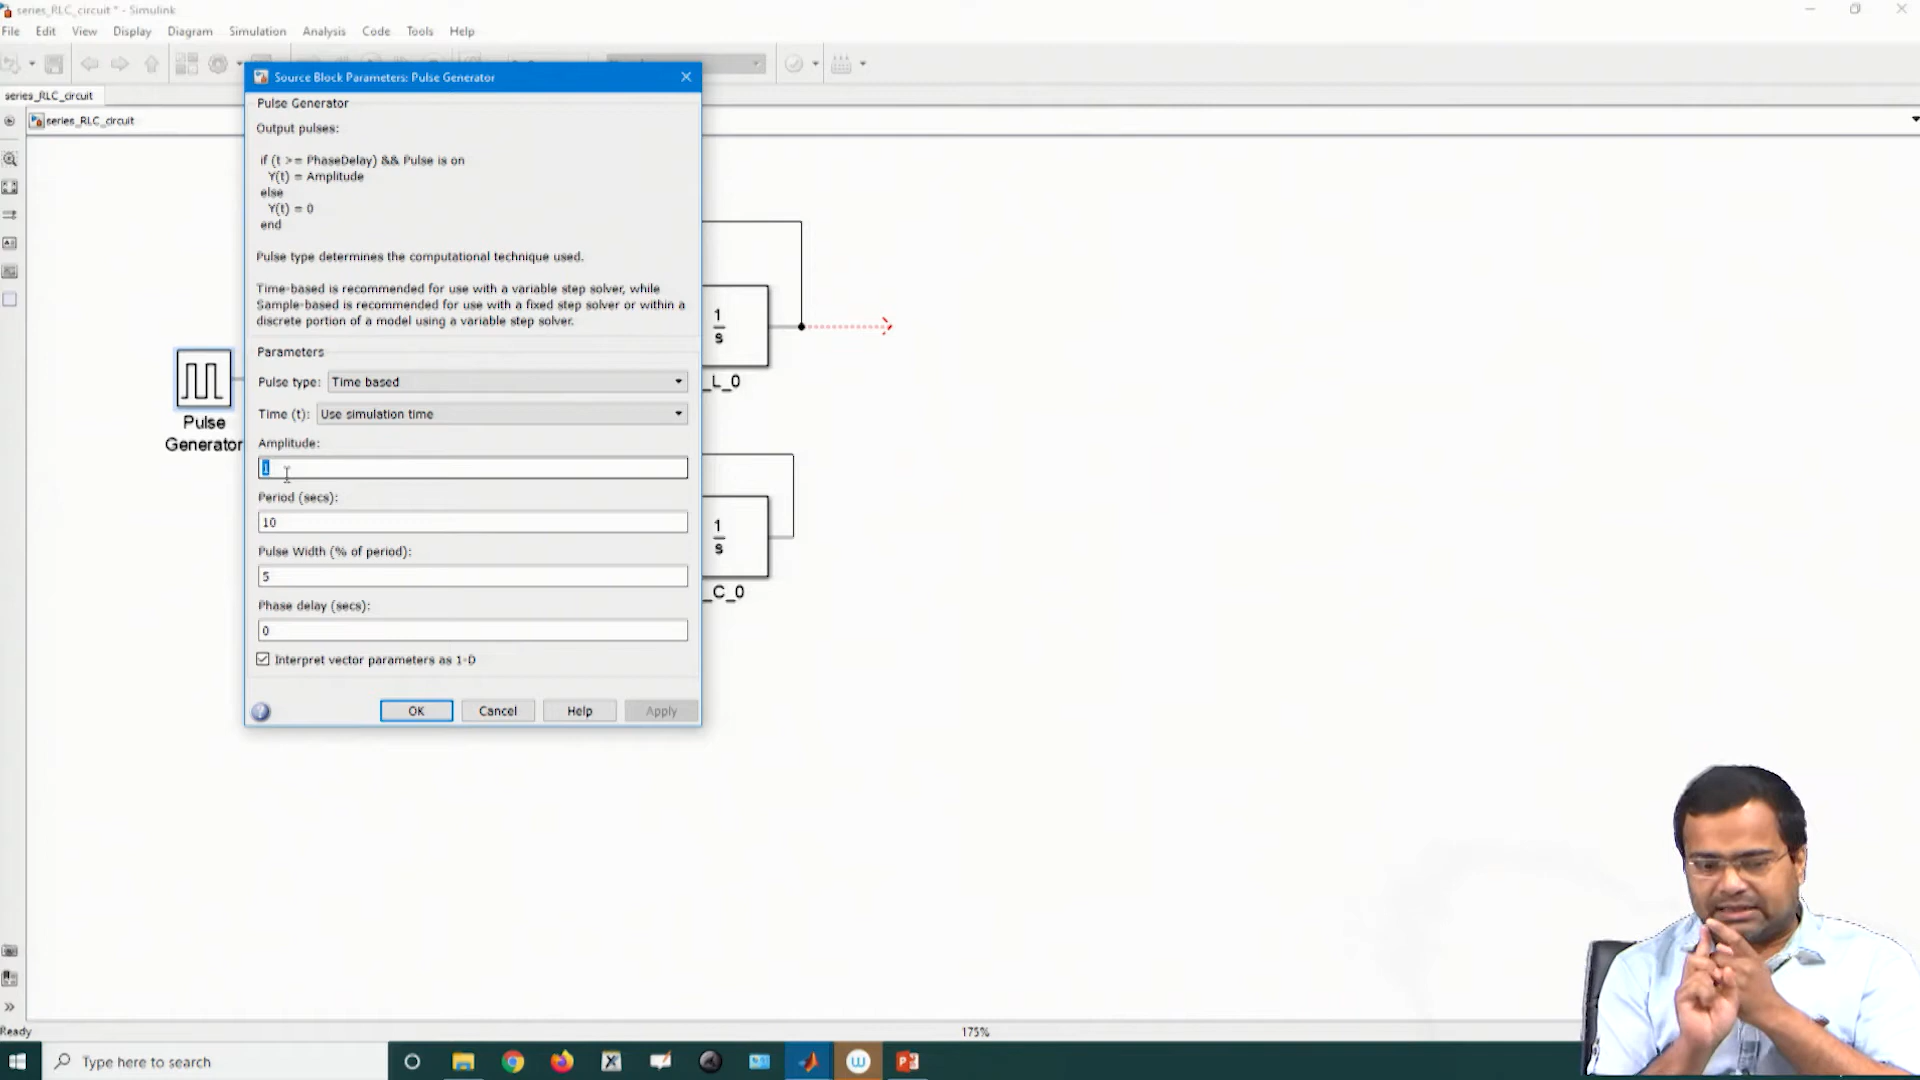 series_RLC_circuit * - Simulink
File Edit View Display Diagram Simulation Analysis Code Tools Help
series_RLC_circuit
series_RLC_circuit
Source Block Parameters: Pulse Generator
Pulse Generator
Output pulses:
if (t >= PhaseDelay) && Pulse is on
Y(t) = Amplitude
else
Y(t) = 0
end
Pulse type determines the computational technique used.
Time-based is recommended for use with a variable step solver, while
Sample-based is recommended for use with a fixed step solver or within a
discrete portion of a model using a variable step solver.
Parameters
Pulse type: Time based
Time (t): Use simulation time
Amplitude:
1
Period (secs):
10
Pulse Width (% of period):
5
Phase delay (secs):
0
Interpret vector parameters as 1-D
OK Cancel Help Apply
Pulse
Generator
1
s
_L_0
1
s
_C_0
Ready
175%
Type here to search